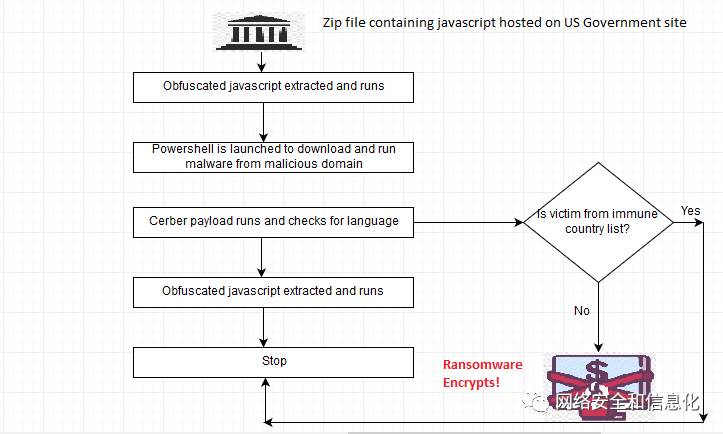 Zip file containing javascript hosted on US Government site
Obfuscated javascript extracted and runs
Powershell is launched to download and run
malware from malicious domain
Cerber payload runs and checks for language
Is victim from immune
country list?
Yes
Obfuscated javascript extracted and runs
No
Stop
Ransomware
Encrypts!
$
网络安全和信息化